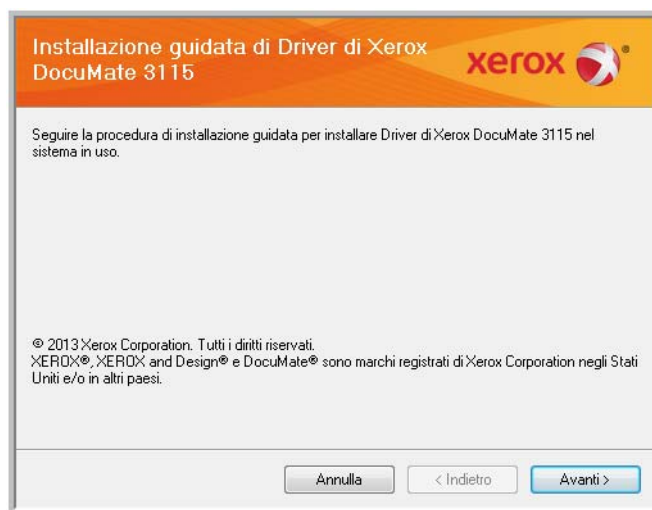 Installazione guidata di Driver di Xerox
DocuMate 3115
xerox ®
Seguire la procedura di installazione guidata per installare Driver di Xerox DocuMate 3115 nel
sistema in uso.
© 2013 Xerox Corporation. Tutti i diritti riservati.
XEROX®, XEROX and Design® e DocuMate® sono marchi registrati di Xerox Corporation negli Stati
Uniti e/o in altri paesi.
Annulla
< Indietro
Avanti >